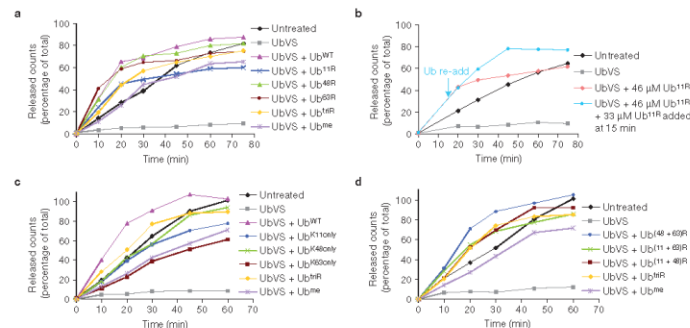 a
Released counts
(percentage of total)
100
80
60
40
20
0
0 10 20 30 40 50 60 70 80
Time (min)
Untreated
UbVS
UbVS + Ub^WT
UbVS + Ub^11R
UbVS + Ub^48R
UbVS + Ub^63R
UbVS + Ub^triR
UbVS + Ub^me
b
Released counts
(percentage of total)
100
80
60
40
20
0
Ub re-add
0 20 40 60 80
Time (min)
Untreated
UbVS
UbVS + 46 µM Ub^11R
UbVS + 46 µM Ub^11R
+ 33 µM Ub^11R added
at 15 min
c
Released counts
(percentage of total)
100
80
60
40
20
0
0 10 20 30 40 50 60 70
Time (min)
Untreated
UbVS
UbVS + Ub^WT
UbVS + Ub^K11only
UbVS + Ub^K48only
UbVS + Ub^K63only
UbVS + Ub^triR
UbVS + Ub^me
d
Released counts
(percentage of total)
100
80
60
40
20
0
0 10 20 30 40 50 60 70
Time (min)
Untreated
UbVS
UbVS + Ub^(48 + 63)R
UbVS + Ub^(11 + 63)R
UbVS + Ub^(11 + 48)R
UbVS + Ub^triR
UbVS + Ub^me